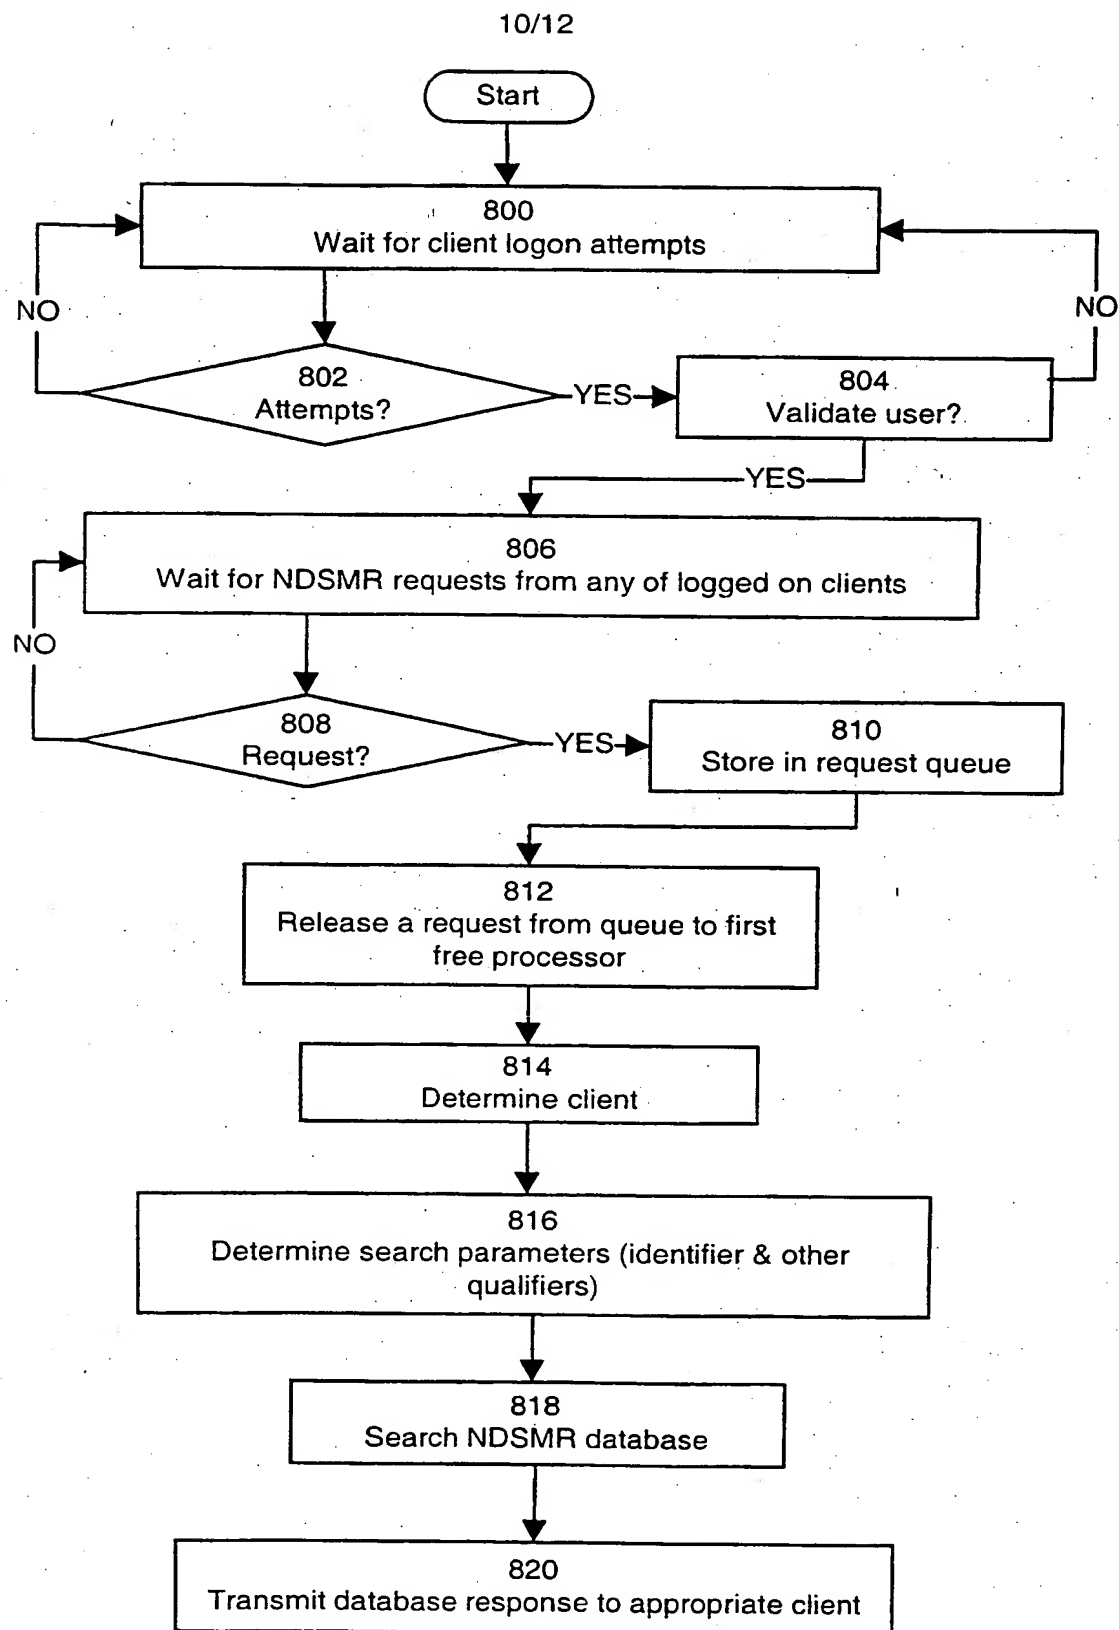 10/12
Start
800
Wait for client logon attempts
NO
NO
802
Attempts?
YES
804
Validate user?
YES
806
Wait for NDSMR requests from any of logged on clients
NO
808
Request?
YES
810
Store in request queue
812
Release a request from queue to first
free processor
814
Determine client
816
Determine search parameters (identifier & other
qualifiers)
818
Search NDSMR database
820
Transmit database response to appropriate client